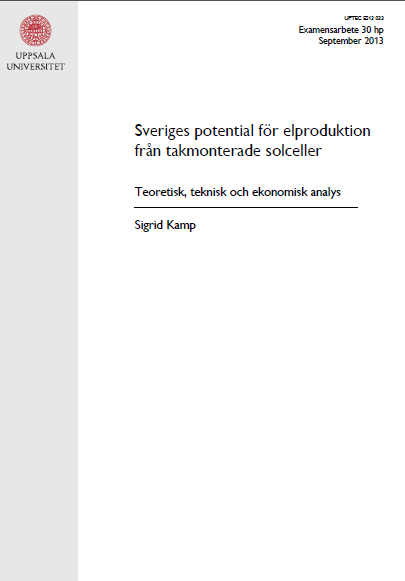 UPTEC ES13 033
Examensarbete 30 hp
September 2013
UPPSALA
UNIVERSITET
Sveriges potential för elproduktion
från takmonterade solceller
Teoretisk, teknisk och ekonomisk analys
Sigrid Kamp